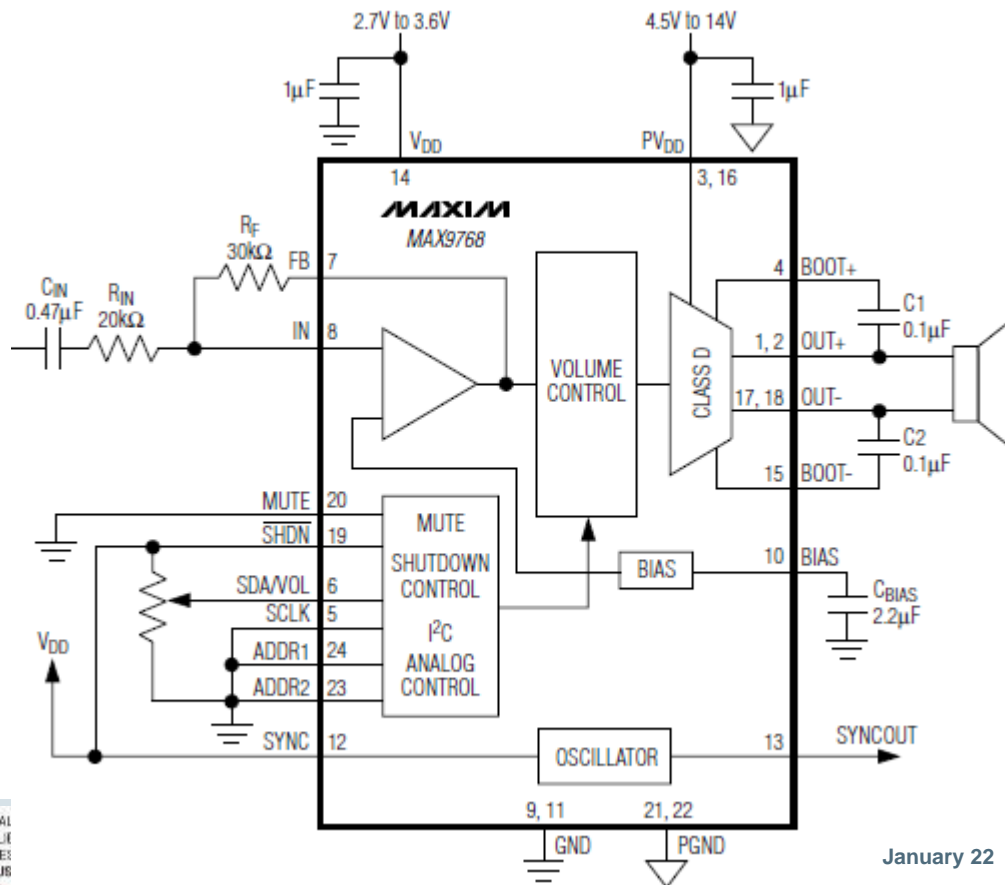 2.7V to 3.6V
4.5V to 14V
1µF
1µF
VDD
PVDD
14
3, 16
MAXIM
MAX9768
RF
30kΩ
FB
7
CIN
0.47µF
RIN
20kΩ
IN
8
VOLUME
CONTROL
CLASS D
4
BOOT+
C1
0.1µF
1, 2
OUT+
17, 18
OUT-
C2
0.1µF
15
BOOT-
MUTE
20
SHDN
19
SDA/VOL
6
SCLK
5
ADDR1
24
ADDR2
23
MUTE
SHUTDOWN
CONTROL
I²C
ANALOG
CONTROL
BIAS
10
BIAS
CBIAS
2.2µF
VDD
SYNC
12
OSCILLATOR
13
SYNCOUT
9, 11
GND
21, 22
PGND
January 22